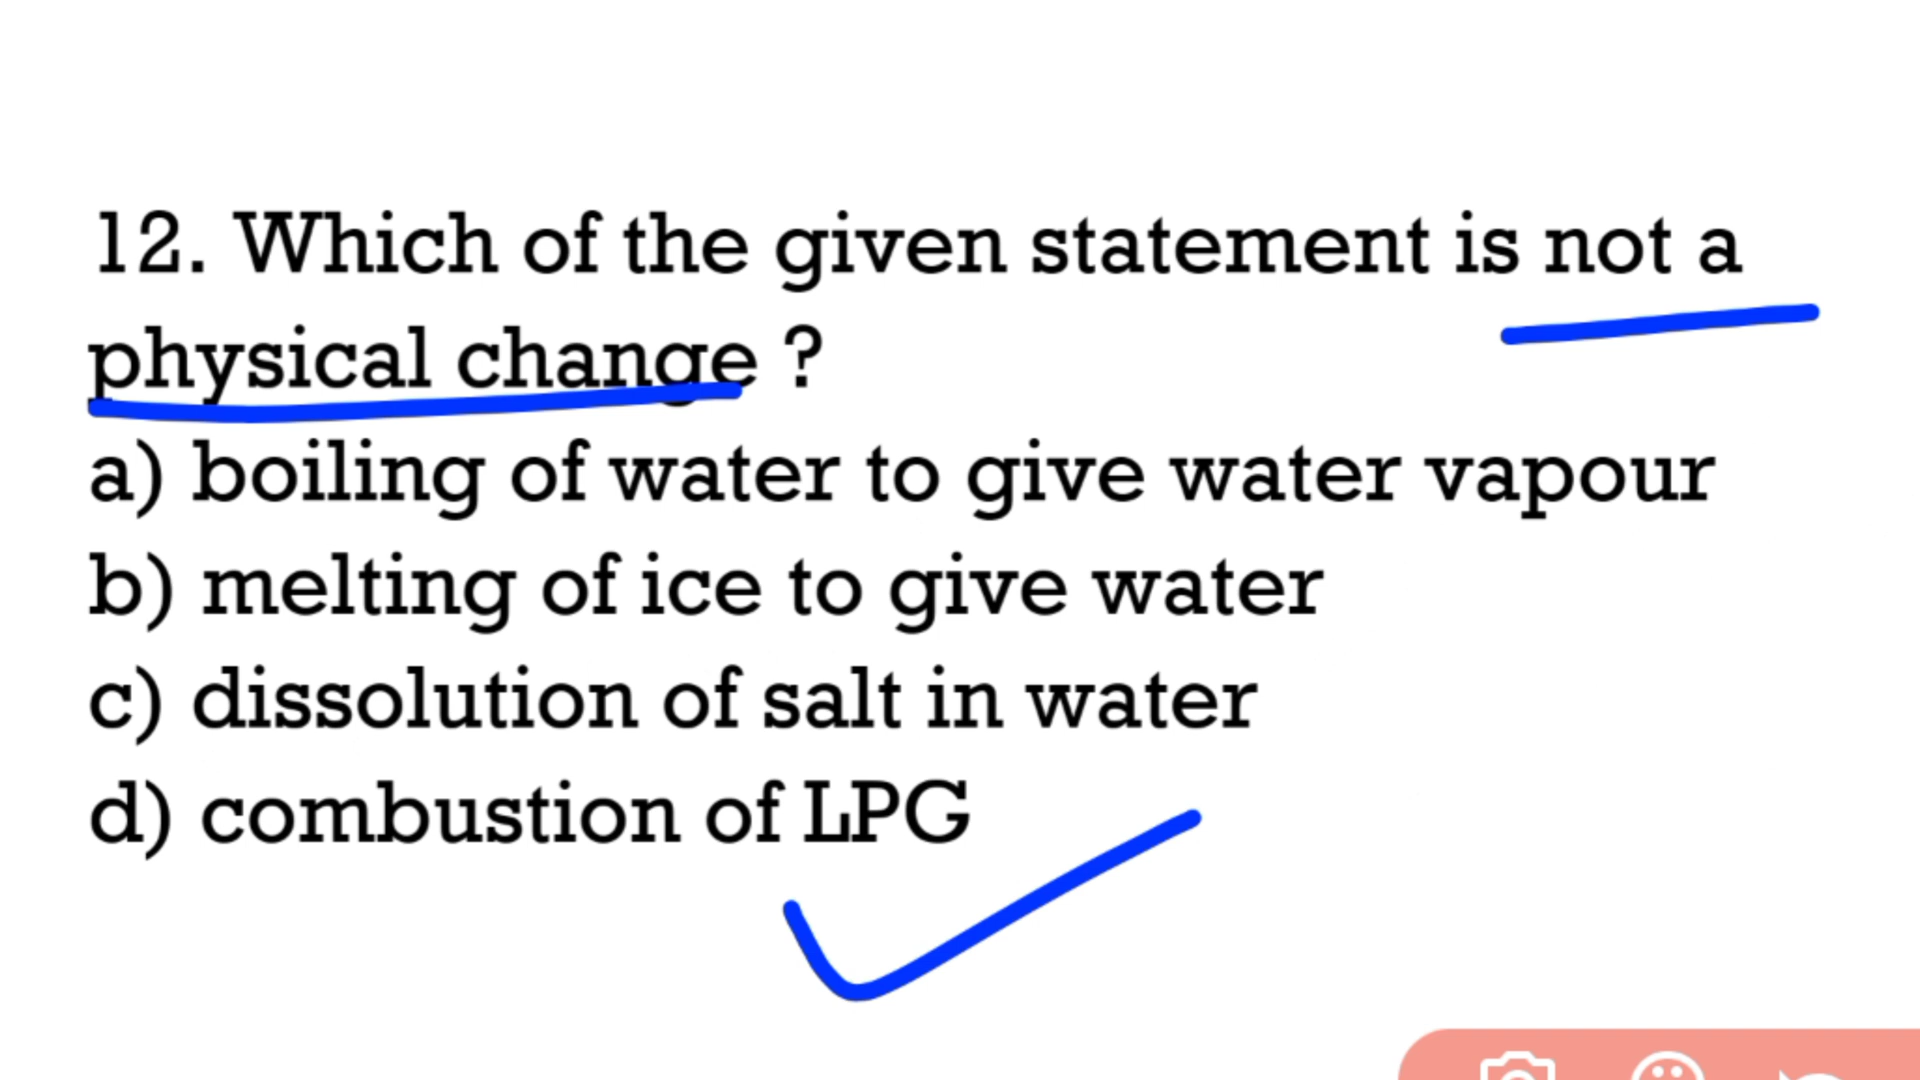 12. Which of the given statement is not a
physical change ?
a) boiling of water to give water vapour
b) melting of ice to give water
c) dissolution of salt in water
d) combustion of LPG